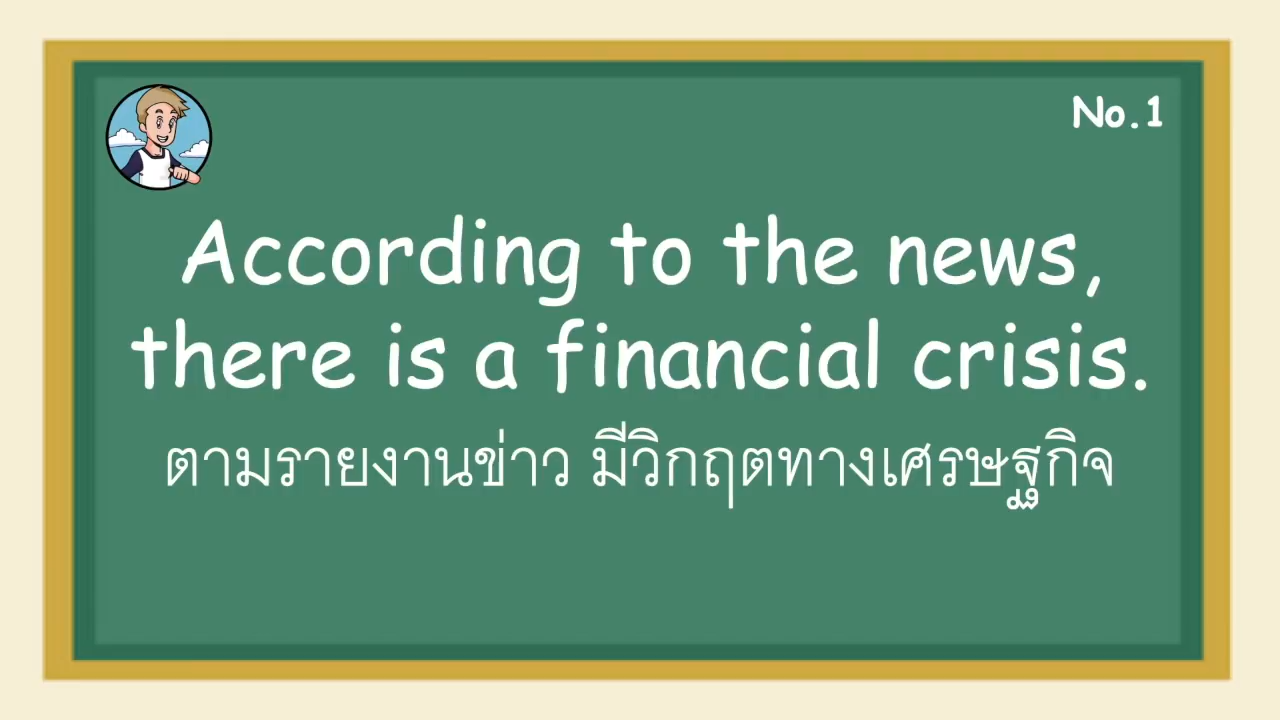 No.1
According to the news,
there is a financial crisis.
ตามรายงานข่าว มีวิกฤตทางเศรษฐกิจ